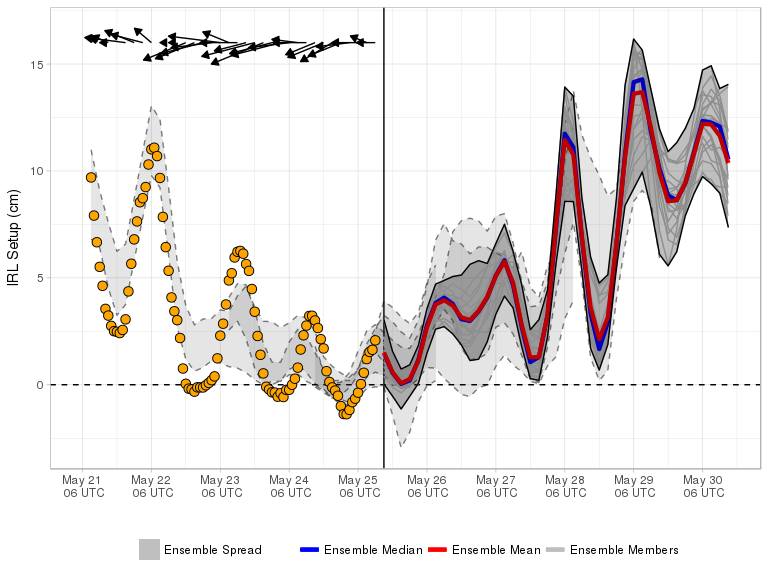 IRL Setup (cm)
15
10
5
0
May 21 May 22 May 23 May 24 May 25 May 26 May 27 May 28 May 29 May 30
06 UTC 06 UTC 06 UTC 06 UTC 06 UTC 06 UTC 06 UTC 06 UTC 06 UTC 06 UTC
Ensemble Spread Ensemble Median Ensemble Mean Ensemble Members